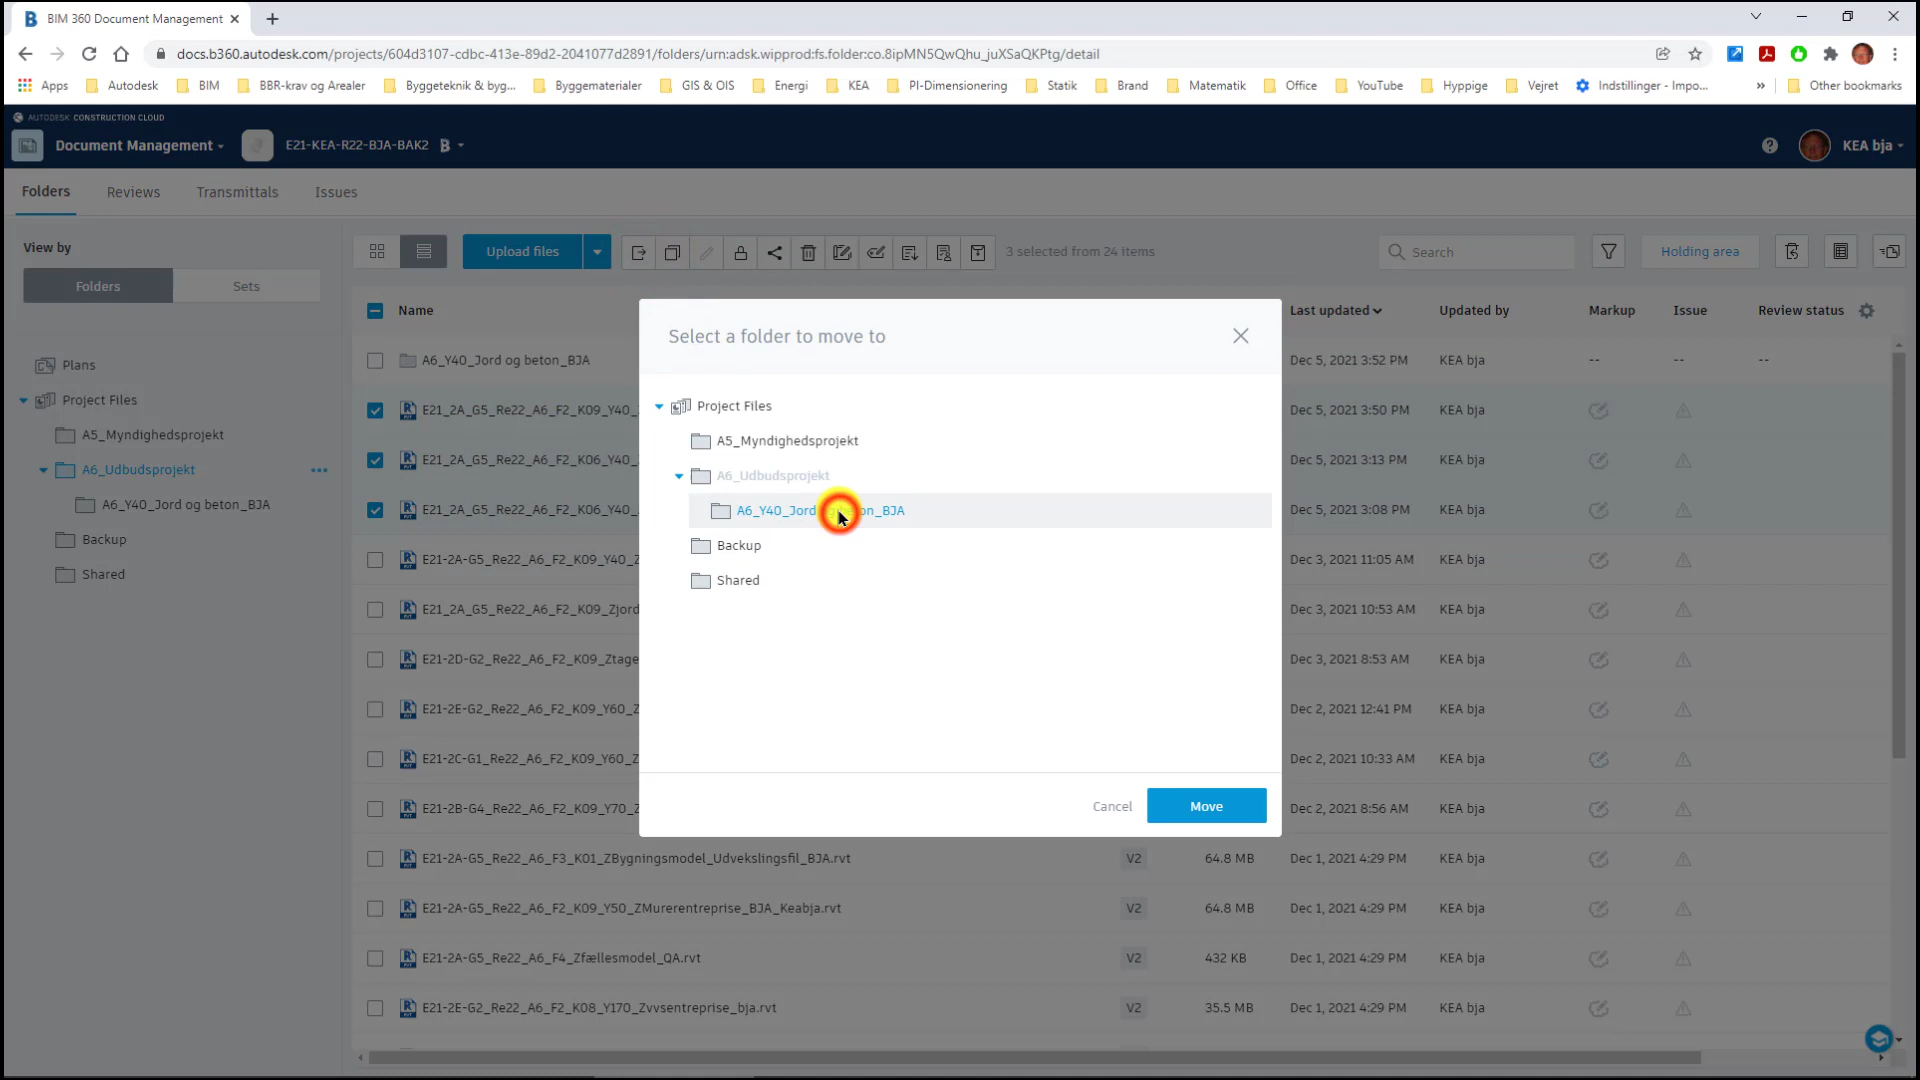 BIM 360 Document Management
docs.b360.autodesk.com/projects/604d3107-cdbc-413e-89d2-2041077d2891/folders/urn:adsk.wipprod:fs.folder:co.8ipMN5QwQhu_juXSaQKPtg/detail
Apps Autodesk BIM BBR-krav og Arealer Byggeteknik & byg... Byggematerialer GIS & OIS Energi KEA PI-Dimensionering Statik Brand Matematik Office YouTube Hyppige Vejret Indstillinger - Impo... » Other bookmarks
AUTODESK CONSTRUCTION CLOUD
Document Management E21-KEA-R22-BJA-BAK2 B KEA bja
Folders Reviews Transmittals Issues
View by
Upload files 3 selected from 24 items Search Holding area
Folders Sets
Name Last updated Updated by Markup Issue Review status
Select a folder to move to
Plans
Project Files
A5_Myndighedsprojekt
A6_Udbudsprojekt
A6_Y40_Jord og beton_BJA
Backup
Shared
Project Files
A5_Myndighedsprojekt
A6_Udbudsprojekt
A6_Y40_Jord on_BJA
Backup
Shared
Cancel Move
A6_Y40_Jord og beton_BJA Dec 5, 2021 3:52 PM KEA bja -- -- --
E21_2A_G5_Re22_A6_F2_K09_Y40_ Dec 5, 2021 3:50 PM KEA bja
E21_2A_G5_Re22_A6_F2_K06_Y40_ Dec 5, 2021 3:13 PM KEA bja
E21_2A_G5_Re22_A6_F2_K06_Y40_ Dec 5, 2021 3:08 PM KEA bja
E21_2A_G5_Re22_A6_F2_K09_Y40_Z Dec 3, 2021 11:05 AM KEA bja
E21_2A_G5_Re22_A6_F2_K09_Zjord Dec 3, 2021 10:53 AM KEA bja
E21-2D-G2_Re22_A6_F2_K09_Ztage Dec 3, 2021 8:53 AM KEA bja
E21-2E-G2_Re22_A6_F2_K09_Y60_Z Dec 2, 2021 12:41 PM KEA bja
E21-2C-G1_Re22_A6_F2_K09_Y60_Z Dec 2, 2021 10:33 AM KEA bja
E21-2B-G4_Re22_A6_F2_K09_Y70_Z Dec 2, 2021 8:56 AM KEA bja
E21-2A-G5_Re22_A6_F3_K01_ZBygningsmodel_Udvekslingsfil_BJA.rvt V2 64.8 MB Dec 1, 2021 4:29 PM KEA bja
E21-2A-G5_Re22_A6_F2_K09_Y50_ZMurerentreprise_BJA_Keabja.rvt V2 64.8 MB Dec 1, 2021 4:29 PM KEA bja
E21-2A-G5_Re22_A6_F4_Zfællesmodel_QA.rvt V2 432 KB Dec 1, 2021 4:29 PM KEA bja
E21-2E-G2_Re22_A6_F2_K08_Y170_Zvvsentreprise_bja.rvt V2 35.5 MB Dec 1, 2021 4:29 PM KEA bja